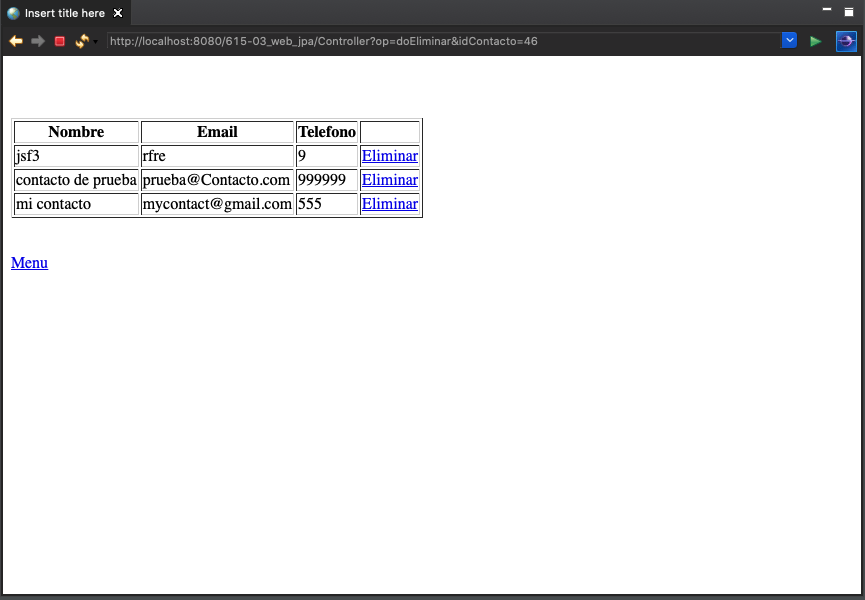 Insert title here
http://localhost:8080/615-03_web_jpa/Controller?op=doEliminar&idContacto=46
Nombre Email Telefono
jsf3 rfre 9 Eliminar
contacto de prueba prueba@Contacto.com 999999 Eliminar
mi contacto mycontact@gmail.com 555 Eliminar
Menu